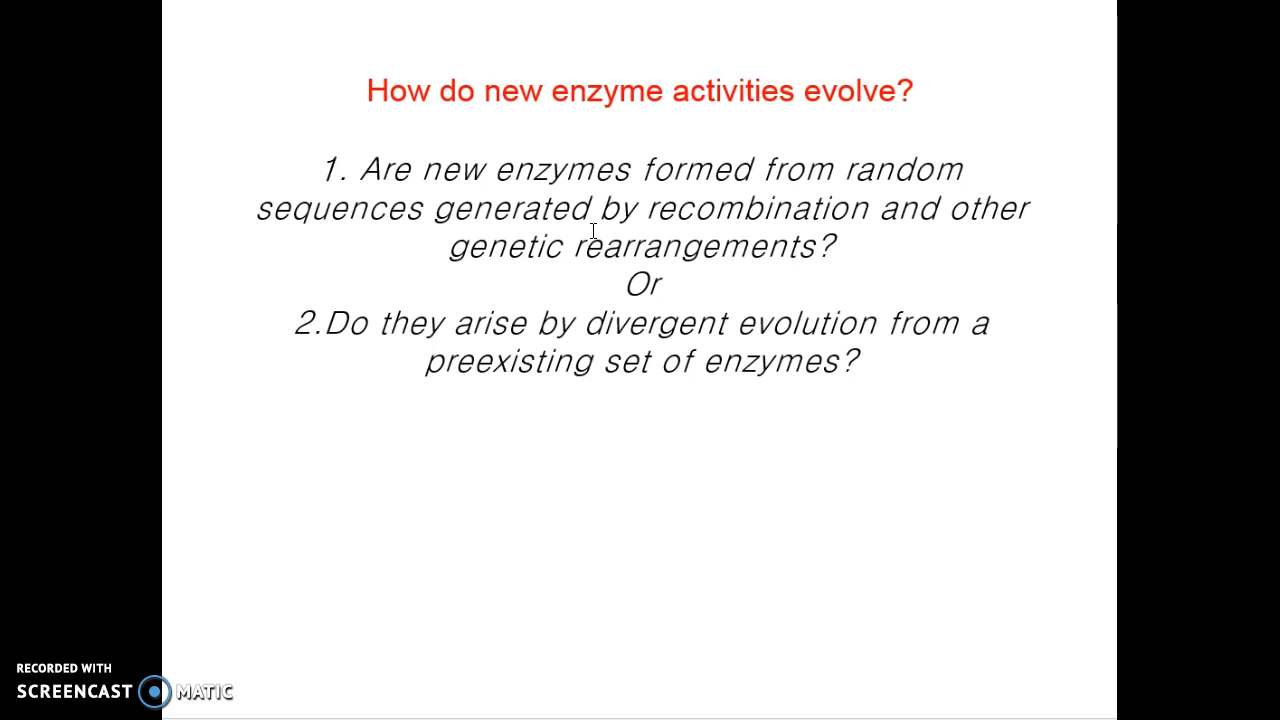 How do new enzyme activities evolve?
1. Are new enzymes formed from random
sequences generated by recombination and other
genetic rearrangements?
Or
2.Do they arise by divergent evolution from a
preexisting set of enzymes?
RECORDED WITH
SCREENCAST MATIC